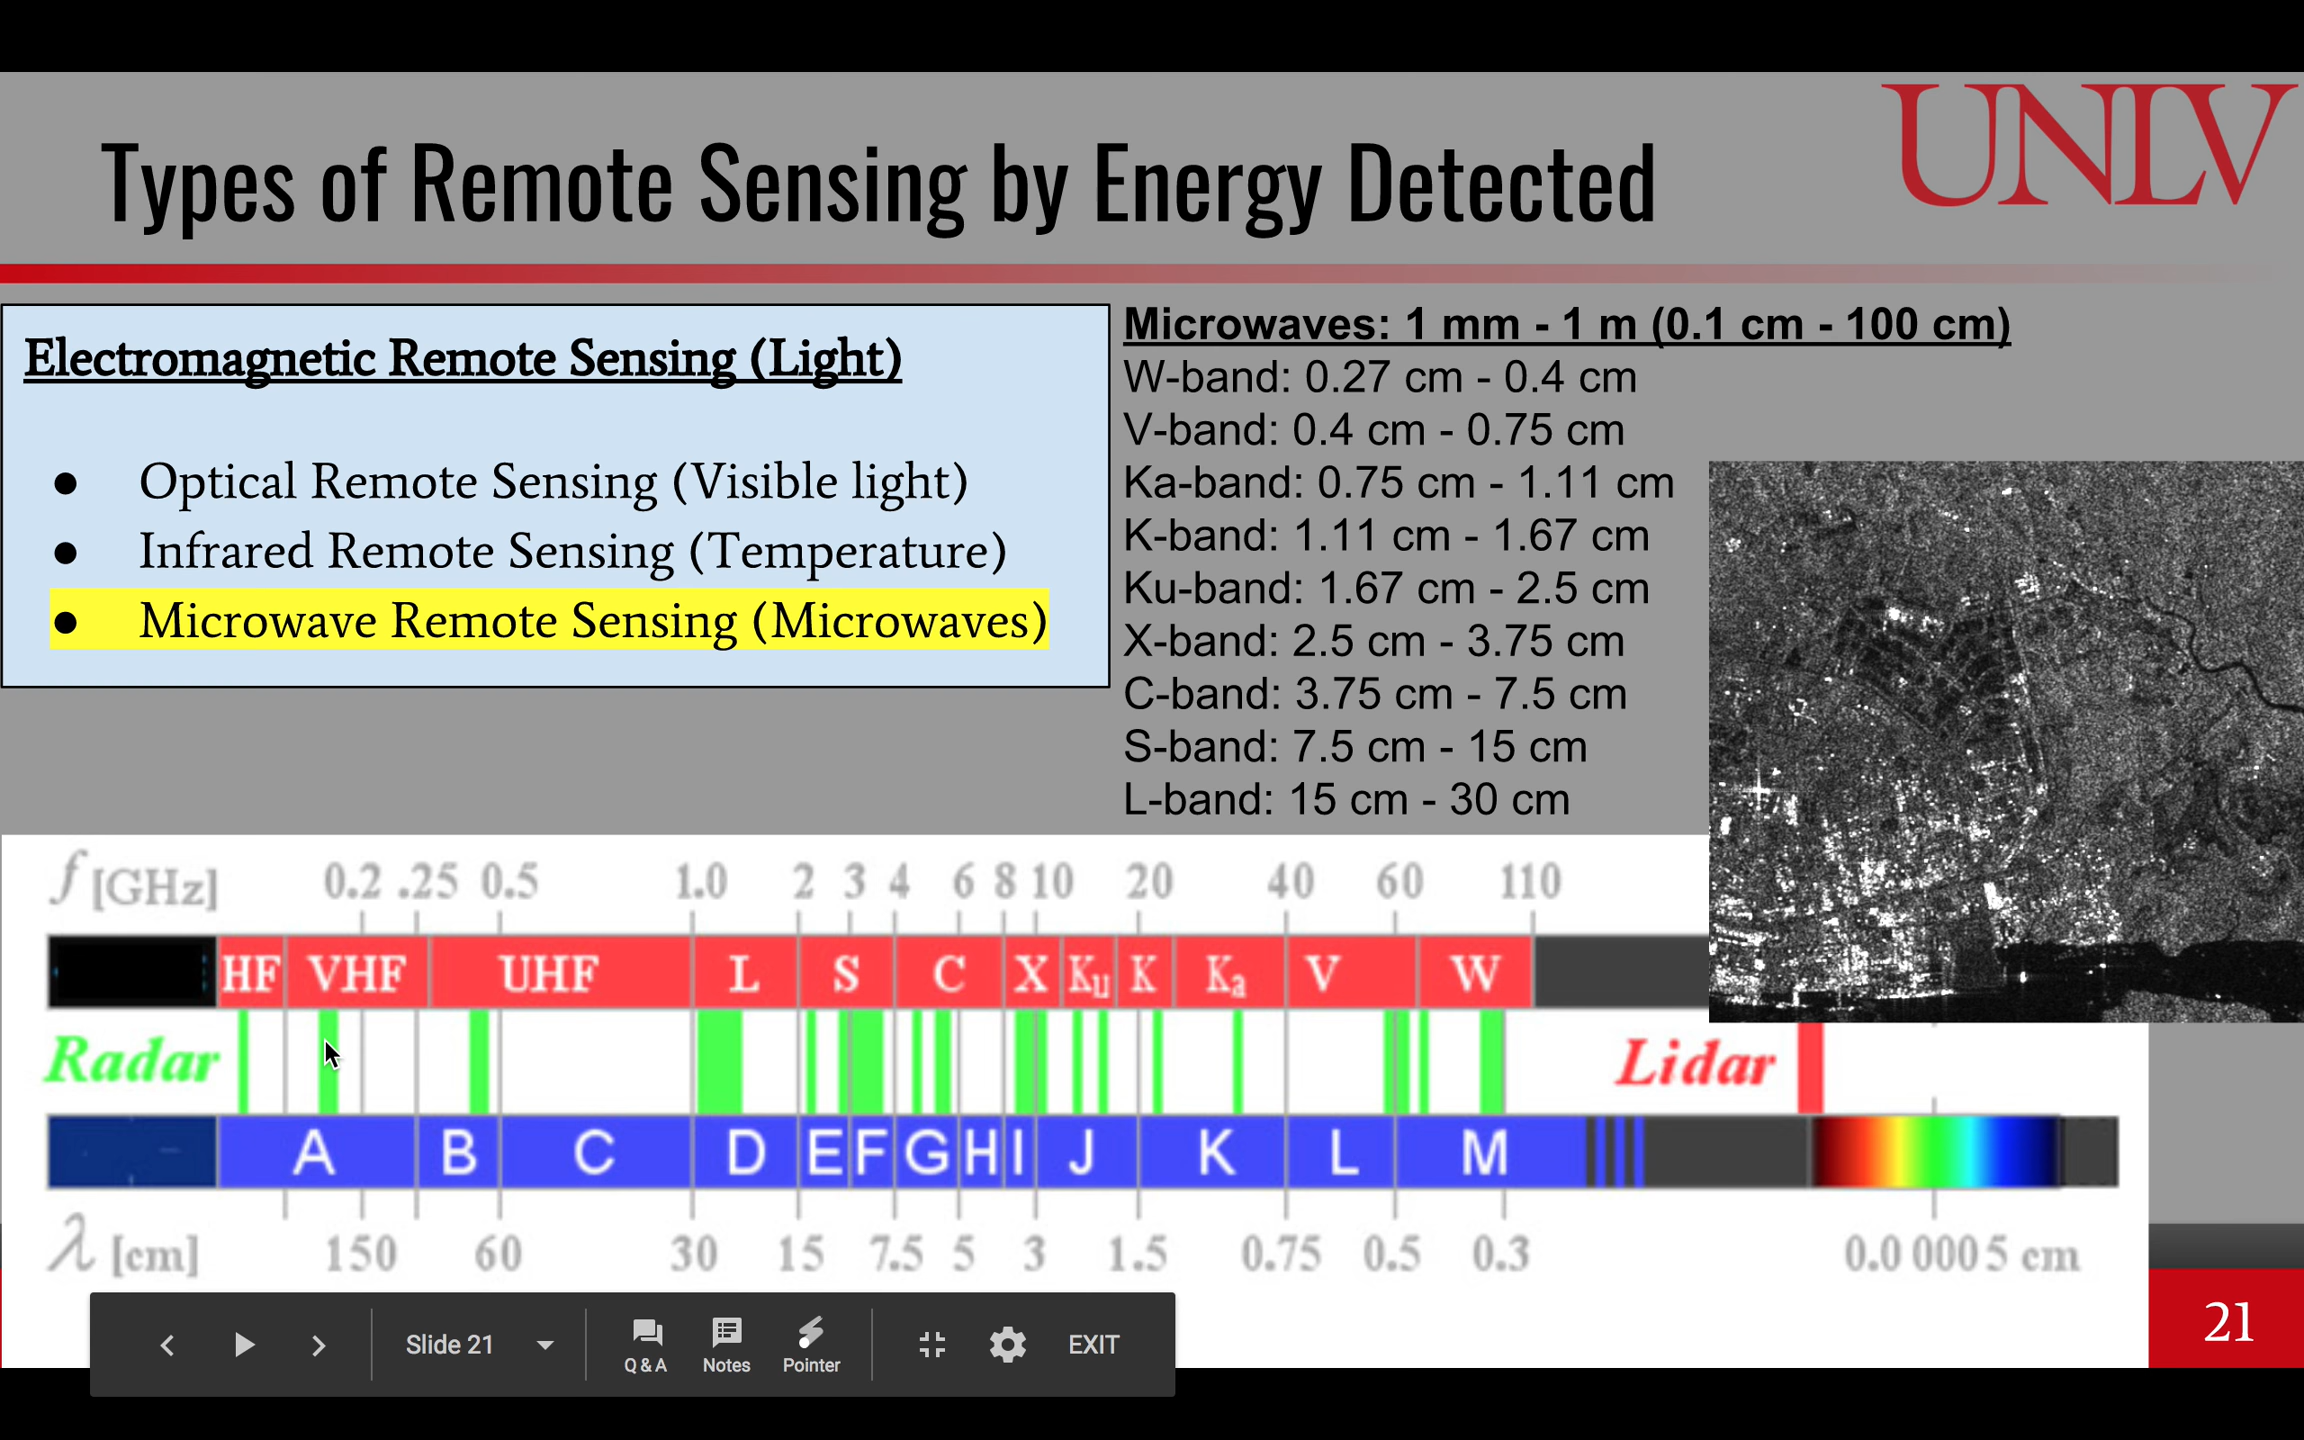 UNLV
Types of Remote Sensing by Energy Detected
Electromagnetic Remote Sensing (Light)
● Optical Remote Sensing (Visible light)
● Infrared Remote Sensing (Temperature)
● Microwave Remote Sensing (Microwaves)
Microwaves: 1 mm - 1 m (0.1 cm - 100 cm)
W-band: 0.27 cm - 0.4 cm
V-band: 0.4 cm - 0.75 cm
Ka-band: 0.75 cm - 1.11 cm
K-band: 1.11 cm - 1.67 cm
Ku-band: 1.67 cm - 2.5 cm
X-band: 2.5 cm - 3.75 cm
C-band: 3.75 cm - 7.5 cm
S-band: 7.5 cm - 15 cm
L-band: 15 cm - 30 cm
f [GHz] 0.2 .25 0.5 1.0 2 3 4 6 8 10 20 40 60 110
HF VHF UHF L S C X Ku K Ka V W
Radar Lidar
A B C D E F G H I J K L M
λ [cm] 150 60 30 15 7.5 5 3 1.5 0.75 0.5 0.3 0.0 000 5 cm
21
Slide 21 Q & A Notes Pointer EXIT